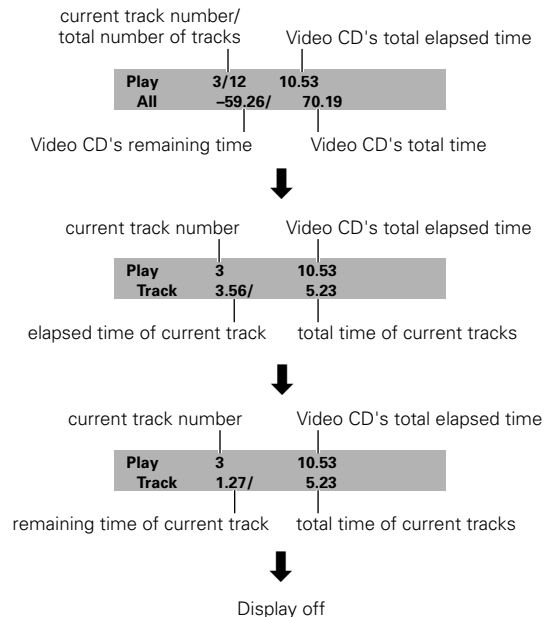 current track number/
total number of tracks
Video CD's total elapsed time
Play 3/12 10.53
All –59.26/ 70.19
Video CD's remaining time Video CD's total time
current track number Video CD's total elapsed time
Play 3 10.53
Track 3.56/ 5.23
elapsed time of current track total time of current tracks
current track number Video CD's total elapsed time
Play 3 10.53
Track 1.27/ 5.23
remaining time of current track total time of current tracks
Display off